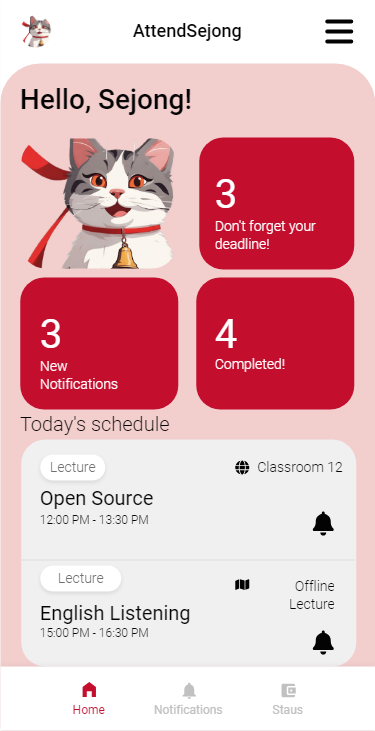 AttendSejong
Hello, Sejong!
3
Don't forget your
deadline!
3
New
Notifications
4
Completed!
Today's schedule
Lecture
Classroom 12
Open Source
12:00 PM - 13:30 PM
Lecture
Offline
Lecture
English Listening
15:00 PM - 16:30 PM
Home
Notifications
Staus